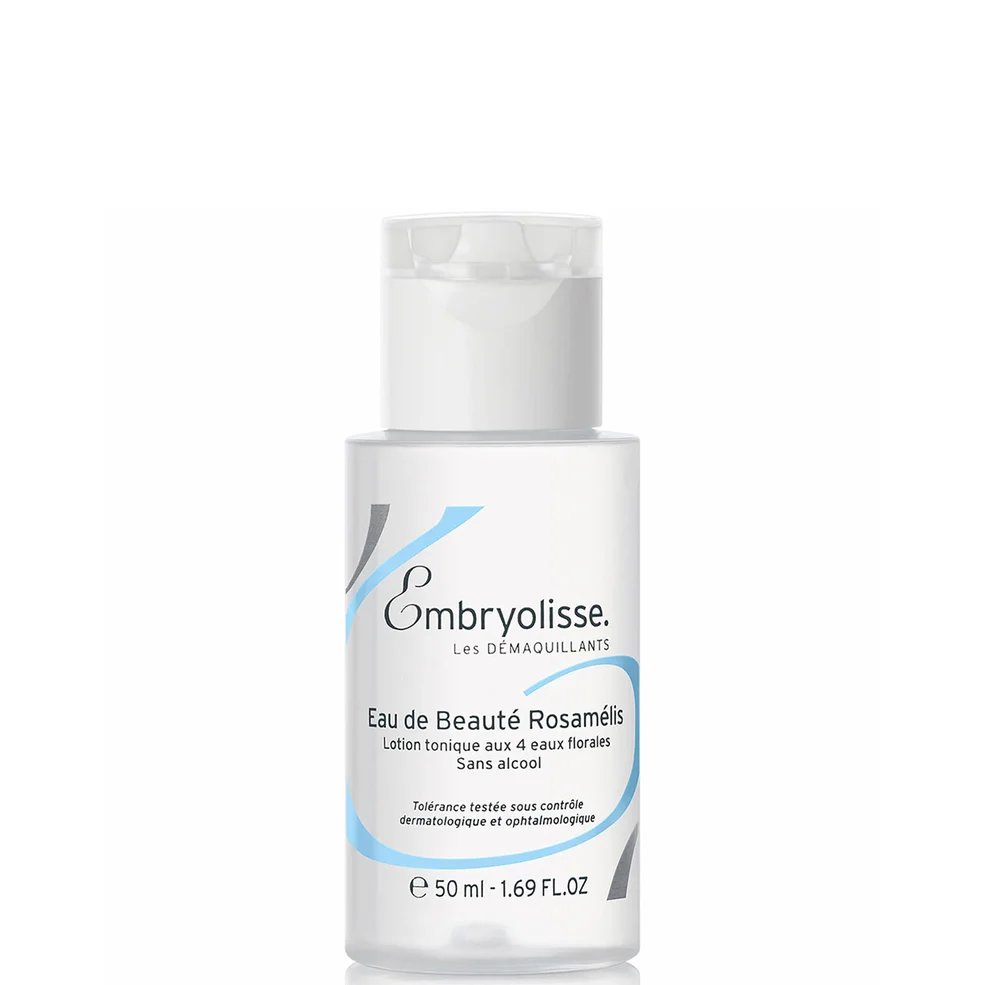 Embryolisse.
Les DÉMAQUILLANTS
Eau de Beauté Rosamélis
Lotion tonique aux 4 eaux florales
Sans alcool
Tolérance testée sous contrôle
dermatologique et ophtalmologique
℮ 50 ml - 1.69 FL.OZ